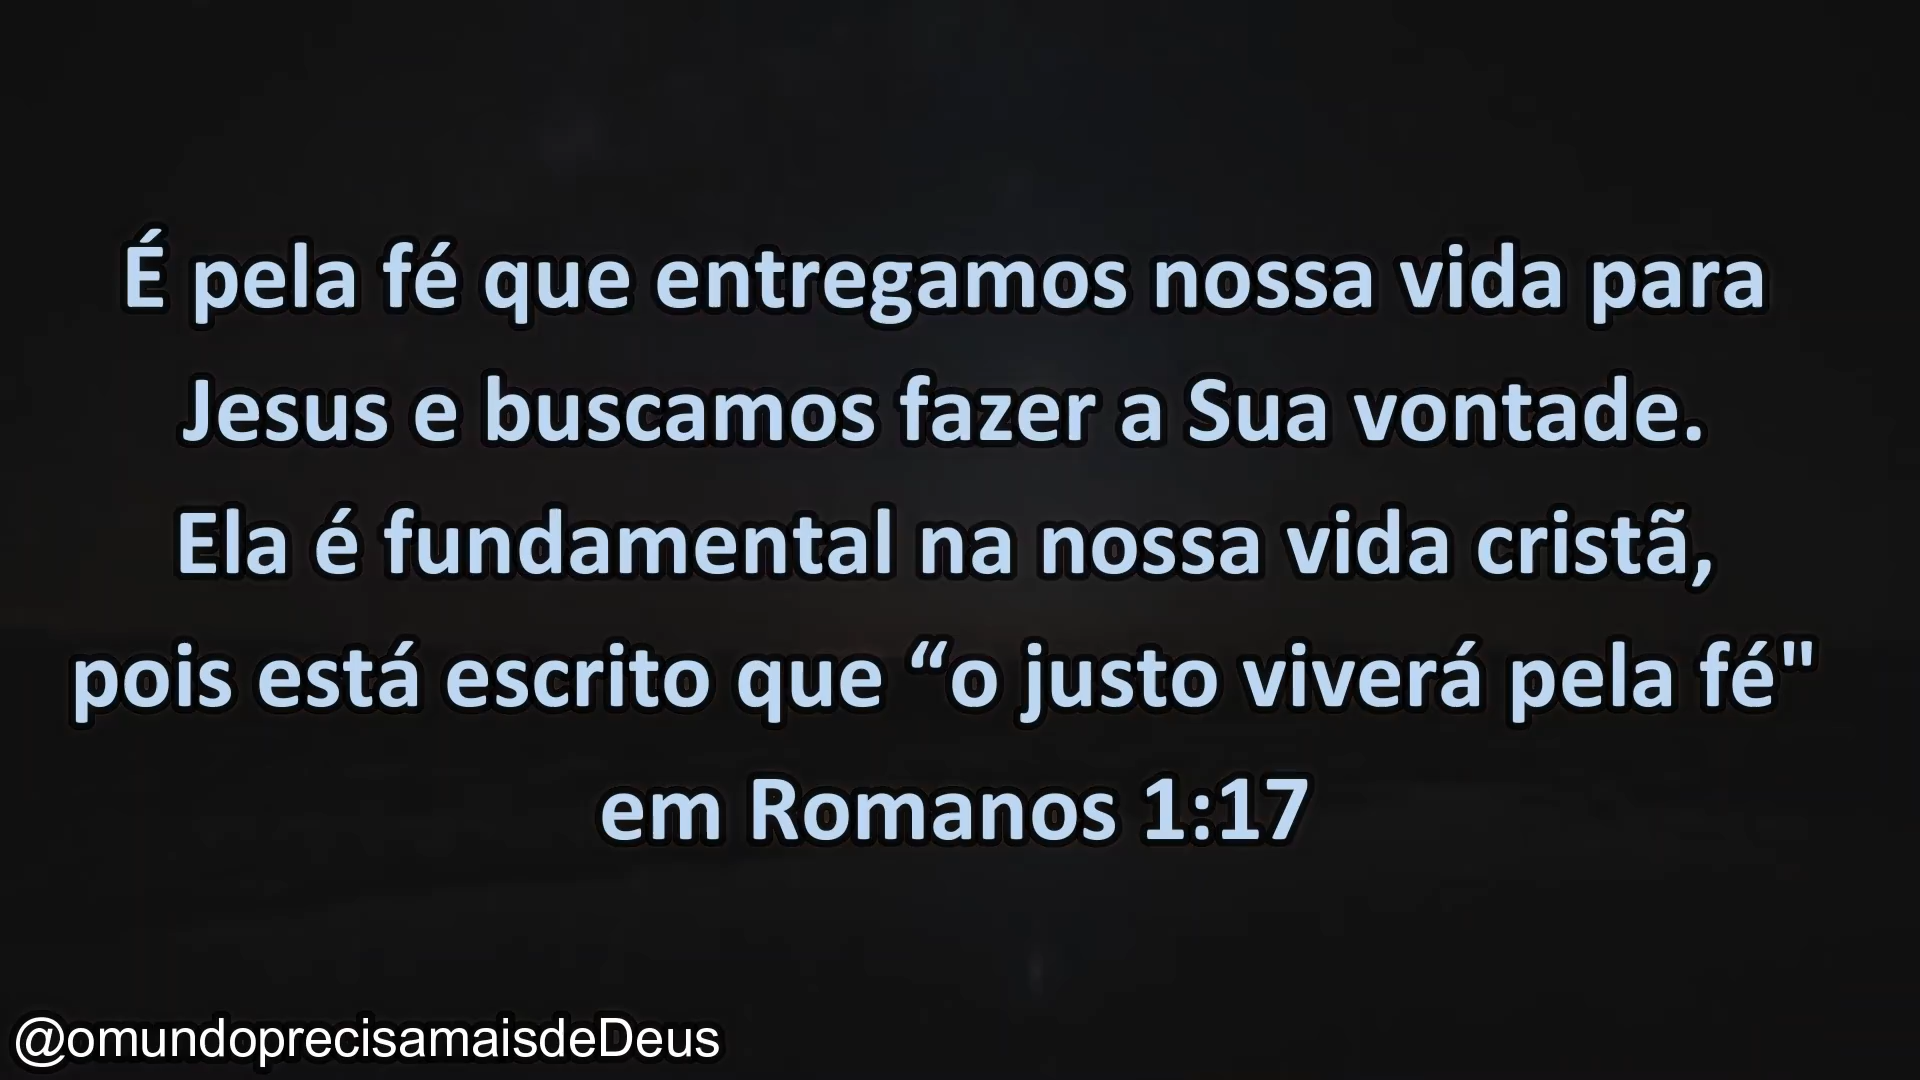 É pela fé que entregamos nossa vida para
Jesus e buscamos fazer a Sua vontade.
Ela é fundamental na nossa vida cristã,
pois está escrito que “o justo viverá pela fé"
em Romanos 1:17
@omundoprecisamaisdeDeus